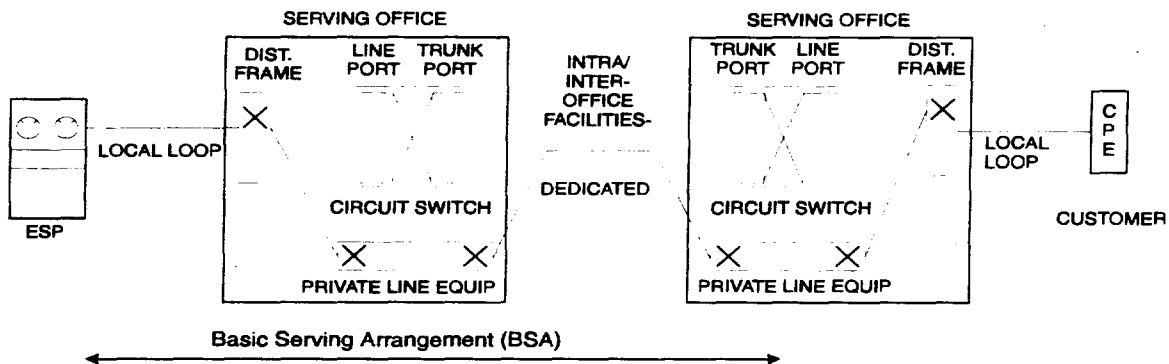 SERVING OFFICE
DIST.
FRAME
LINE
PORT
TRUNK
PORT
INTRA/
INTER-
OFFICE
FACILITIES-
DEDICATED
SERVING OFFICE
TRUNK
PORT
LINE
PORT
DIST.
FRAME
ESP
LOCAL LOOP
CIRCUIT SWITCH
PRIVATE LINE EQUIP
CIRCUIT SWITCH
PRIVATE LINE EQUIP
LOCAL
LOOP
CPE
CUSTOMER
Basic Serving Arrangement (BSA)